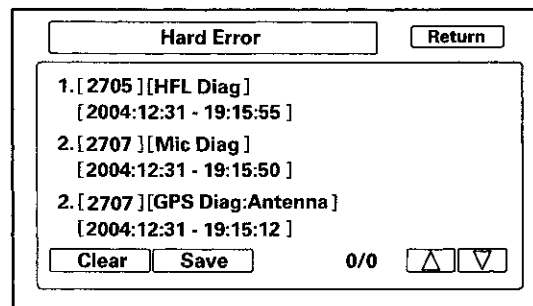 Hard Error
Return
1.[2705][HFL Diag]
[2004:12:31 - 19:15:55 ]
2.[2707 ][Mic Diag]
[2004:12:31 - 19:15:50 ]
2.[2707 ][GPS Diag:Antenna]
[2004:12:31 - 19:15:12 ]
Clear Save 0/0 △ ▽